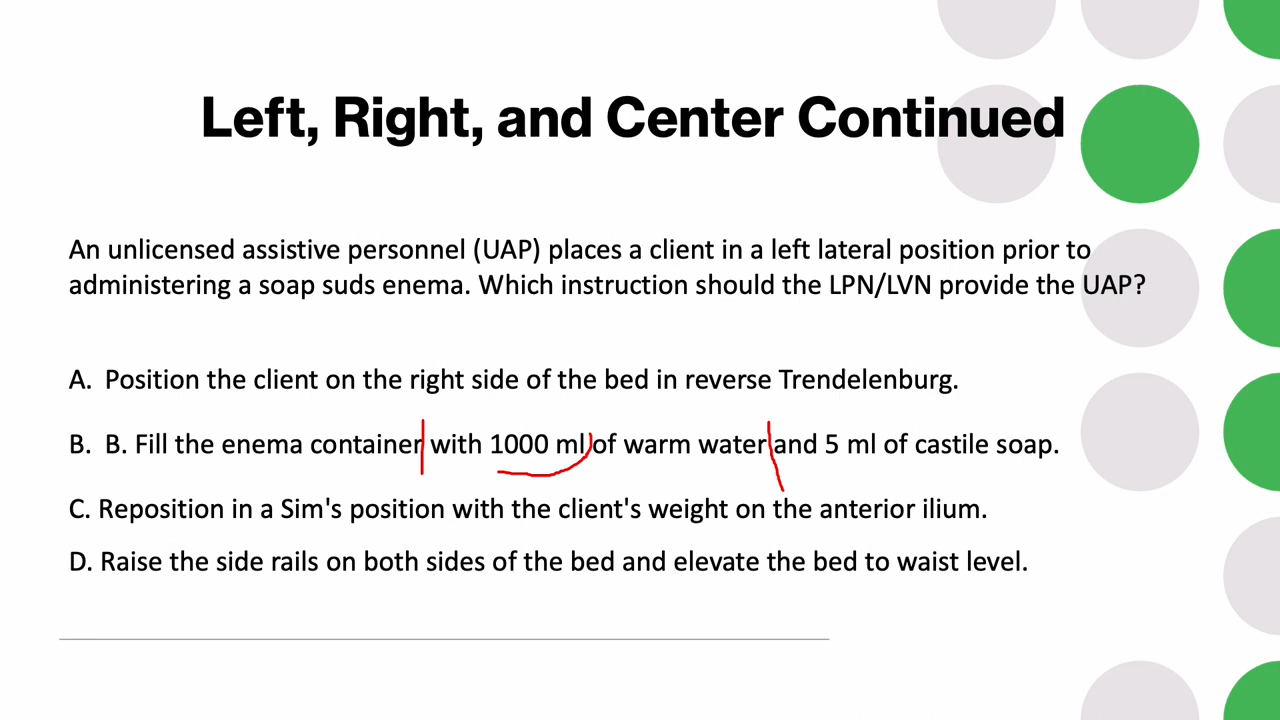 Left, Right, and Center Continued
An unlicensed assistive personnel (UAP) places a client in a left lateral position prior to
administering a soap suds enema. Which instruction should the LPN/LVN provide the UAP?
A. Position the client on the right side of the bed in reverse Trendelenburg.
B. B. Fill the enema container with 1000 ml of warm water and 5 ml of castile soap.
C. Reposition in a Sim's position with the client's weight on the anterior ilium.
D. Raise the side rails on both sides of the bed and elevate the bed to waist level.